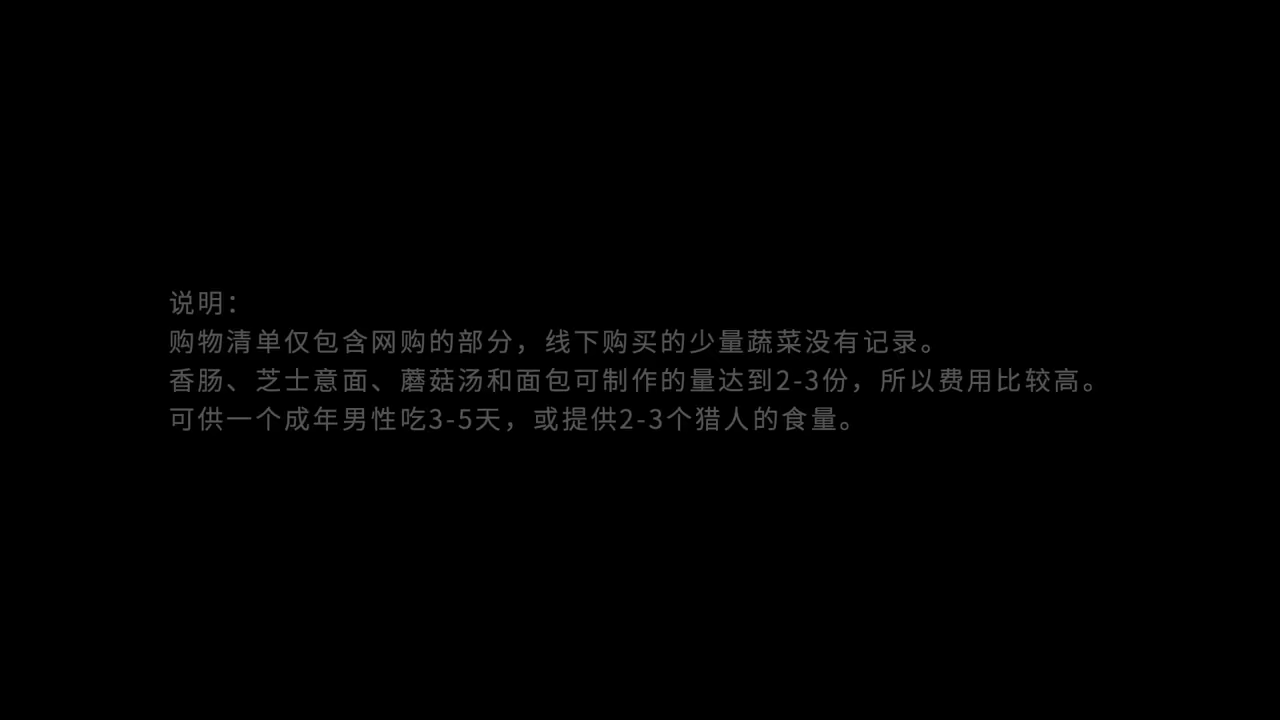 说明：
购物清单仅包含网购的部分，线下购买的少量蔬菜没有记录。
香肠、芝士意面、蘑菇汤和面包可制作的量达到2-3份，所以费用比较高。
可供一个成年男性吃3-5天，或提供2-3个猎人的食量。